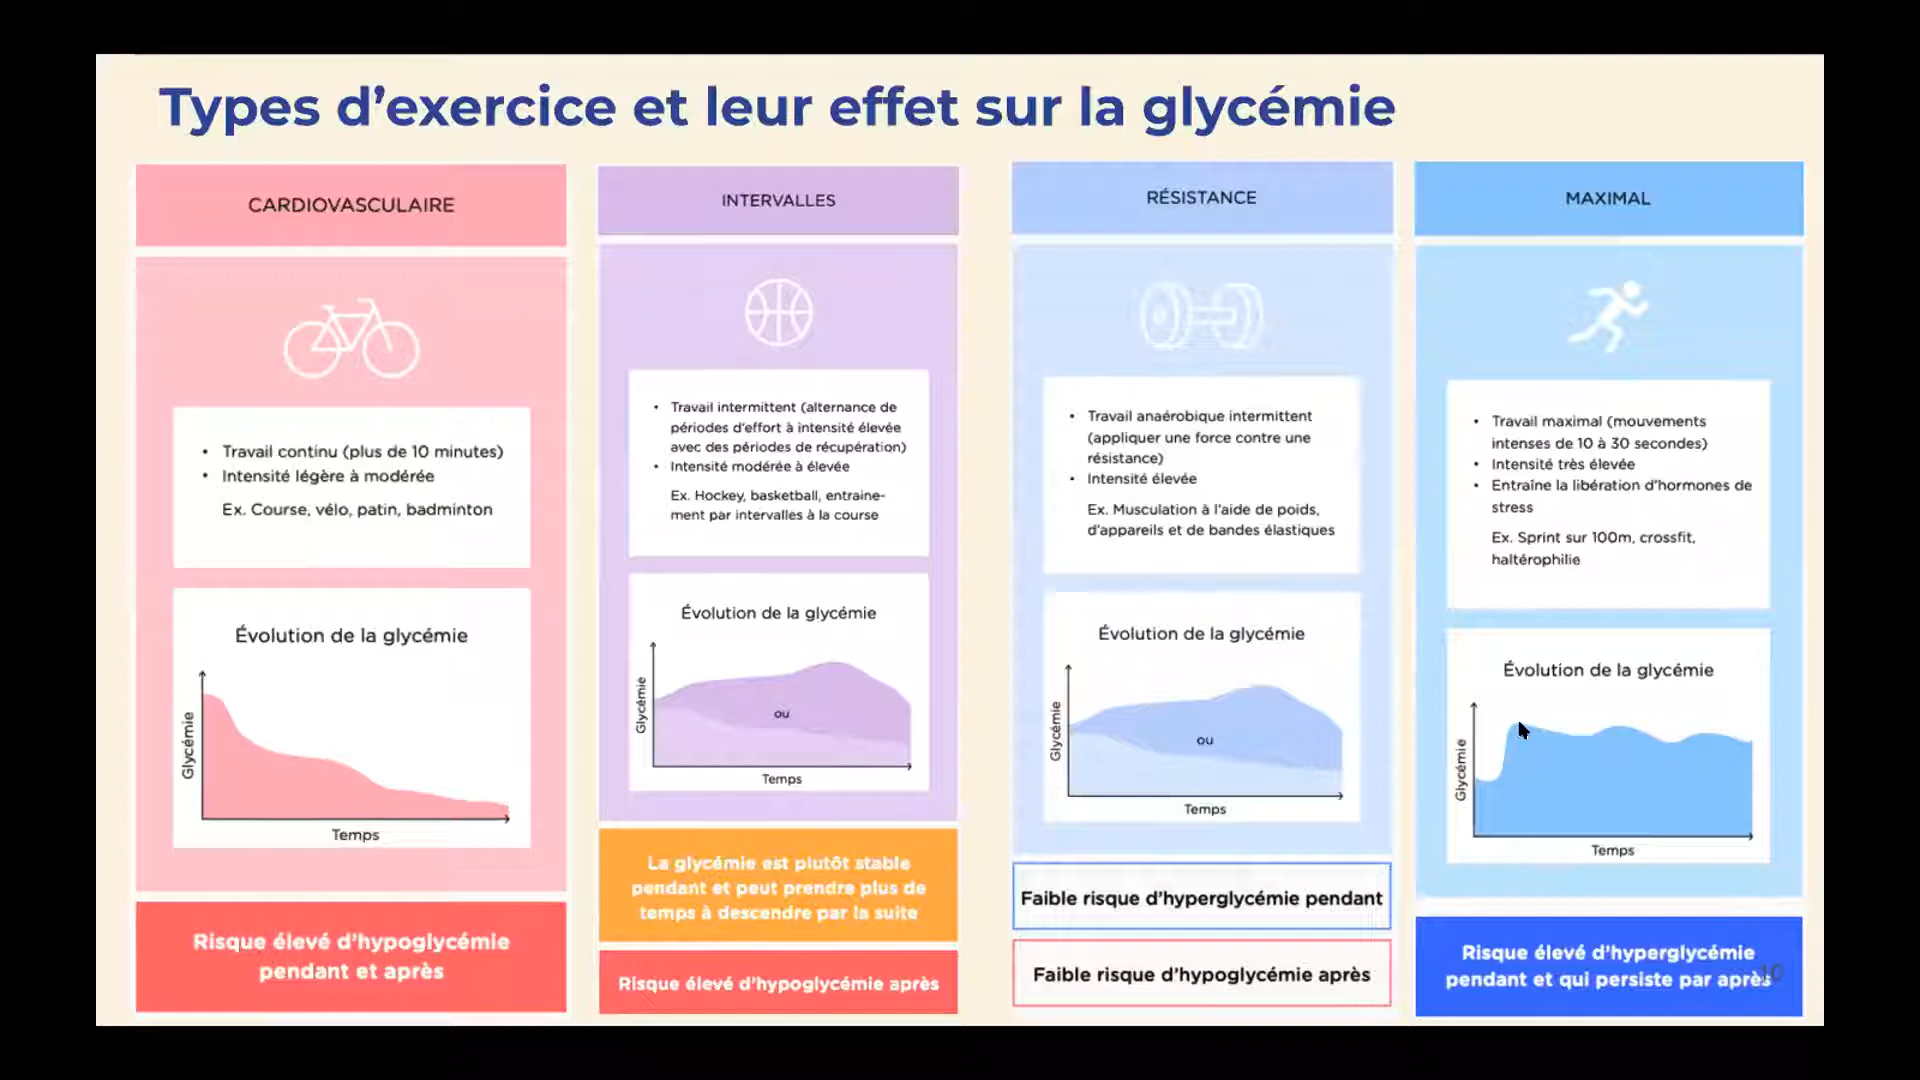 Types d'exercice et leur effet sur la glycémie
CARDIOVASCULAIRE
• Travail continu (plus de 10 minutes)
• Intensité légère à modérée
Ex. Course, vélo, patin, badminton
Évolution de la glycémie
Glycémie
Temps
Risque élevé d'hypoglycémie
pendant et après
INTERVALLES
• Travail intermittent (alternance de
périodes d'effort à intensité élevée
avec des périodes de récupération)
• Intensité modérée à élevée
Ex. Hockey, basketball, entraine-
ment par intervalles à la course
Évolution de la glycémie
Glycémie
ou
Temps
La glycémie est plutôt stable
pendant et peut prendre plus de
temps à descendre par la suite
Risque élevé d'hypoglycémie après
RÉSISTANCE
• Travail anaérobique intermittent
(appliquer une force contre une
résistance)
• Intensité élevée
Ex. Musculation à l'aide de poids,
d'appareils et de bandes élastiques
Évolution de la glycémie
Glycémie
ou
Temps
Faible risque d'hyperglycémie pendant
Faible risque d'hypoglycémie après
MAXIMAL
• Travail maximal (mouvements
intenses de 10 à 30 secondes)
• Intensité très élevée
• Entraîne la libération d'hormones de
stress
Ex. Sprint sur 100m, crossfit,
haltérophilie
Évolution de la glycémie
Glycémie
Temps
Risque élevé d'hyperglycémie
pendant et qui persiste par après
10